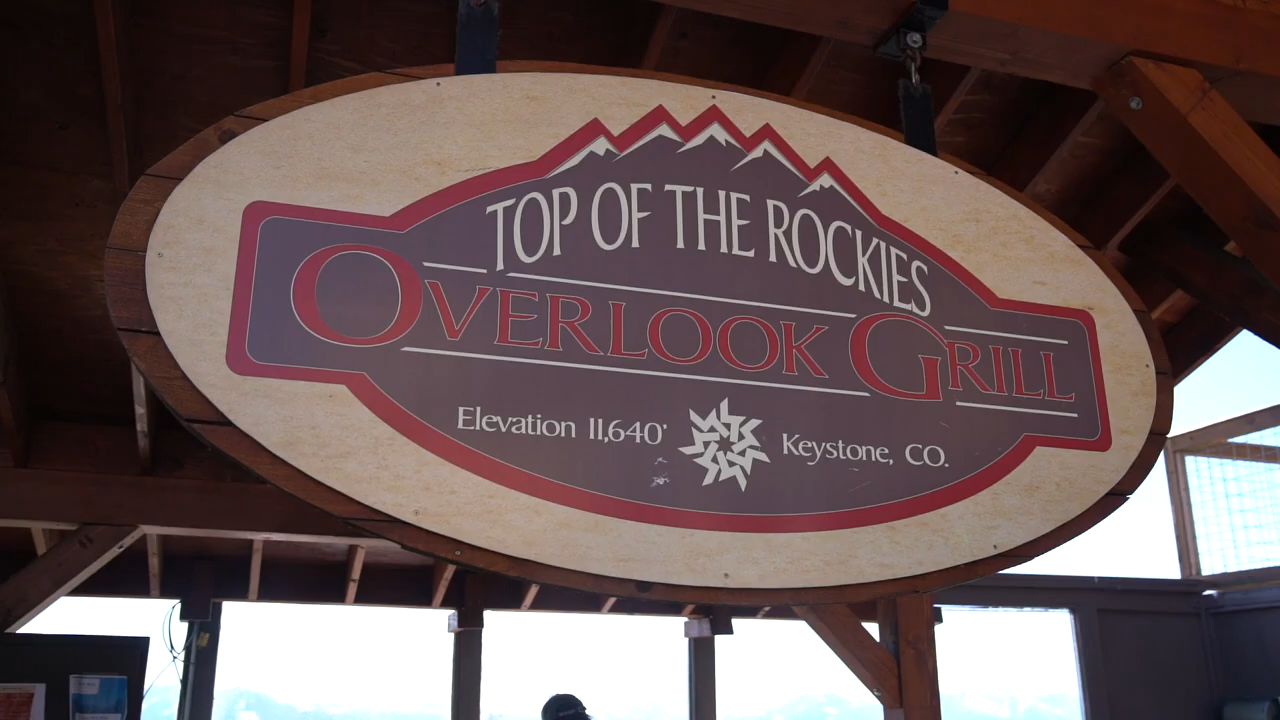 TOP OF THE ROCKIES
OVERLOOK GRILL
Elevation 11,640' Keystone, CO.